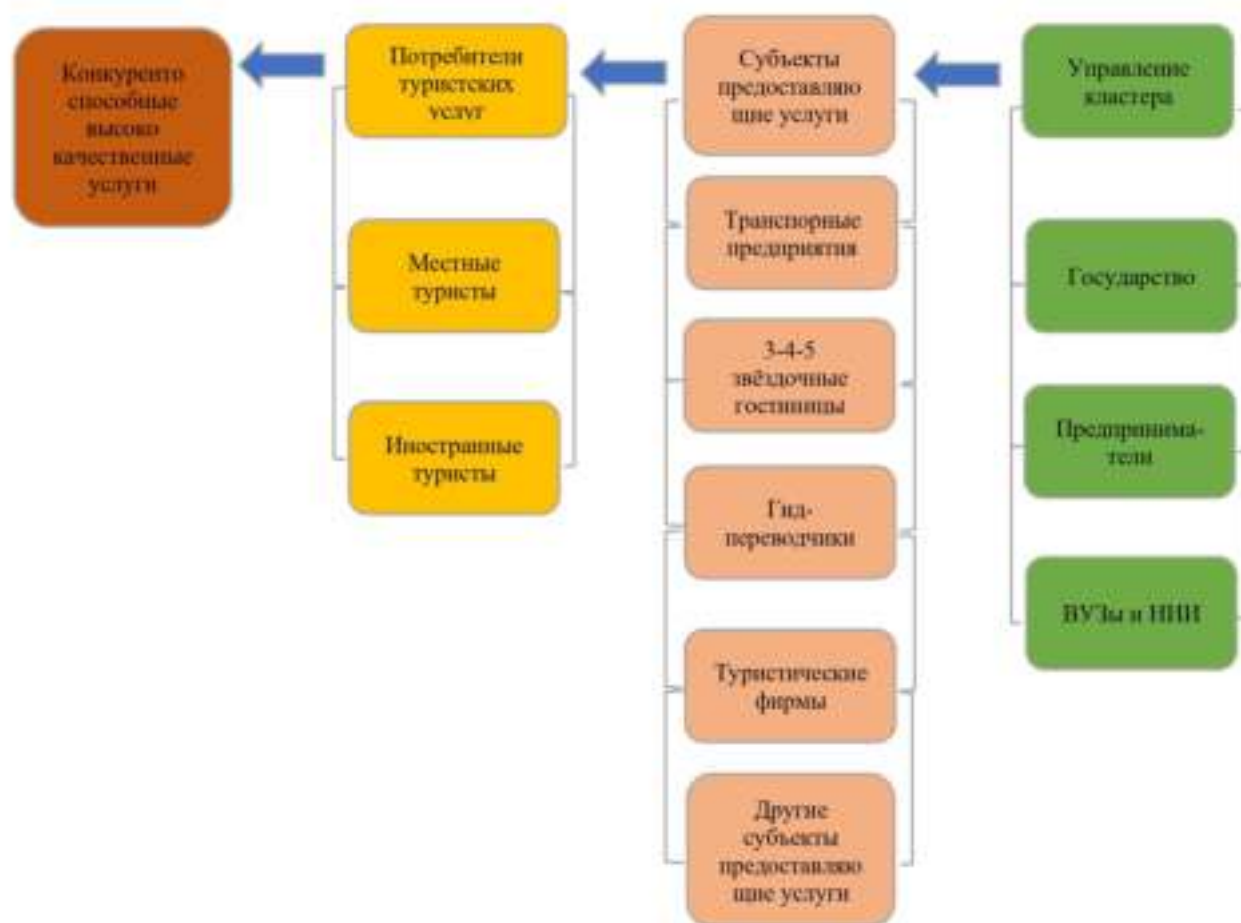 Конкуренто
способные
высоко
качественные
услуги
Потребители
туристских
услуг
Местные
туристы
Иностранные
туристы
Субъекты
предоставляю
щие услуги
Транспорные
предприятия
3-4-5
звёздочные
гостиницы
Гид-
переводчики
Туристические
фирмы
Другие
субъекты
предоставляю
щие услуги
Управление
кластера
Государство
Предпринима-
тели
ВУЗы и НИИ